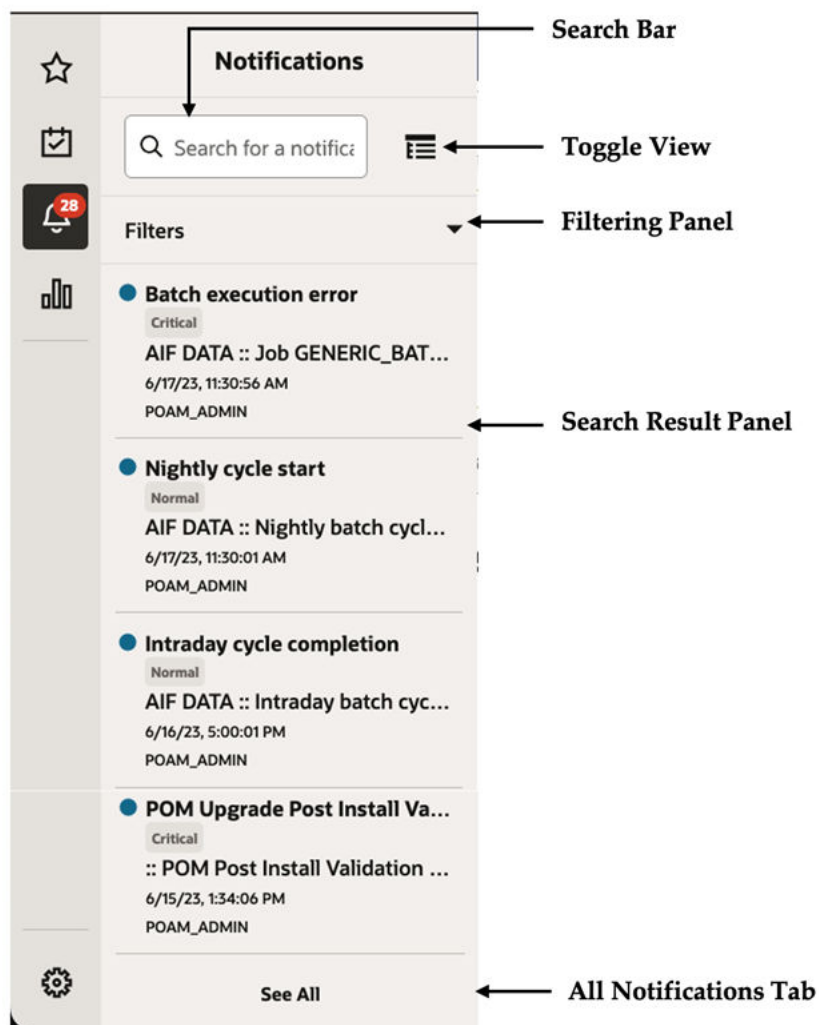 Search Bar
Notifications
Search for a notifica
Toggle View
28
Filters
Filtering Panel
Batch execution error
Critical
AIF DATA :: Job GENERIC_BAT...
6/17/23, 11:30:56 AM
POAM_ADMIN
Search Result Panel
Nightly cycle start
Normal
AIF DATA :: Nightly batch cycl...
6/17/23, 11:30:01 AM
POAM_ADMIN
Intraday cycle completion
Normal
AIF DATA :: Intraday batch cyc...
6/16/23, 5:00:01 PM
POAM_ADMIN
POM Upgrade Post Install Va...
Critical
:: POM Post Install Validation ...
6/15/23, 1:34:06 PM
POAM_ADMIN
See All
All Notifications Tab